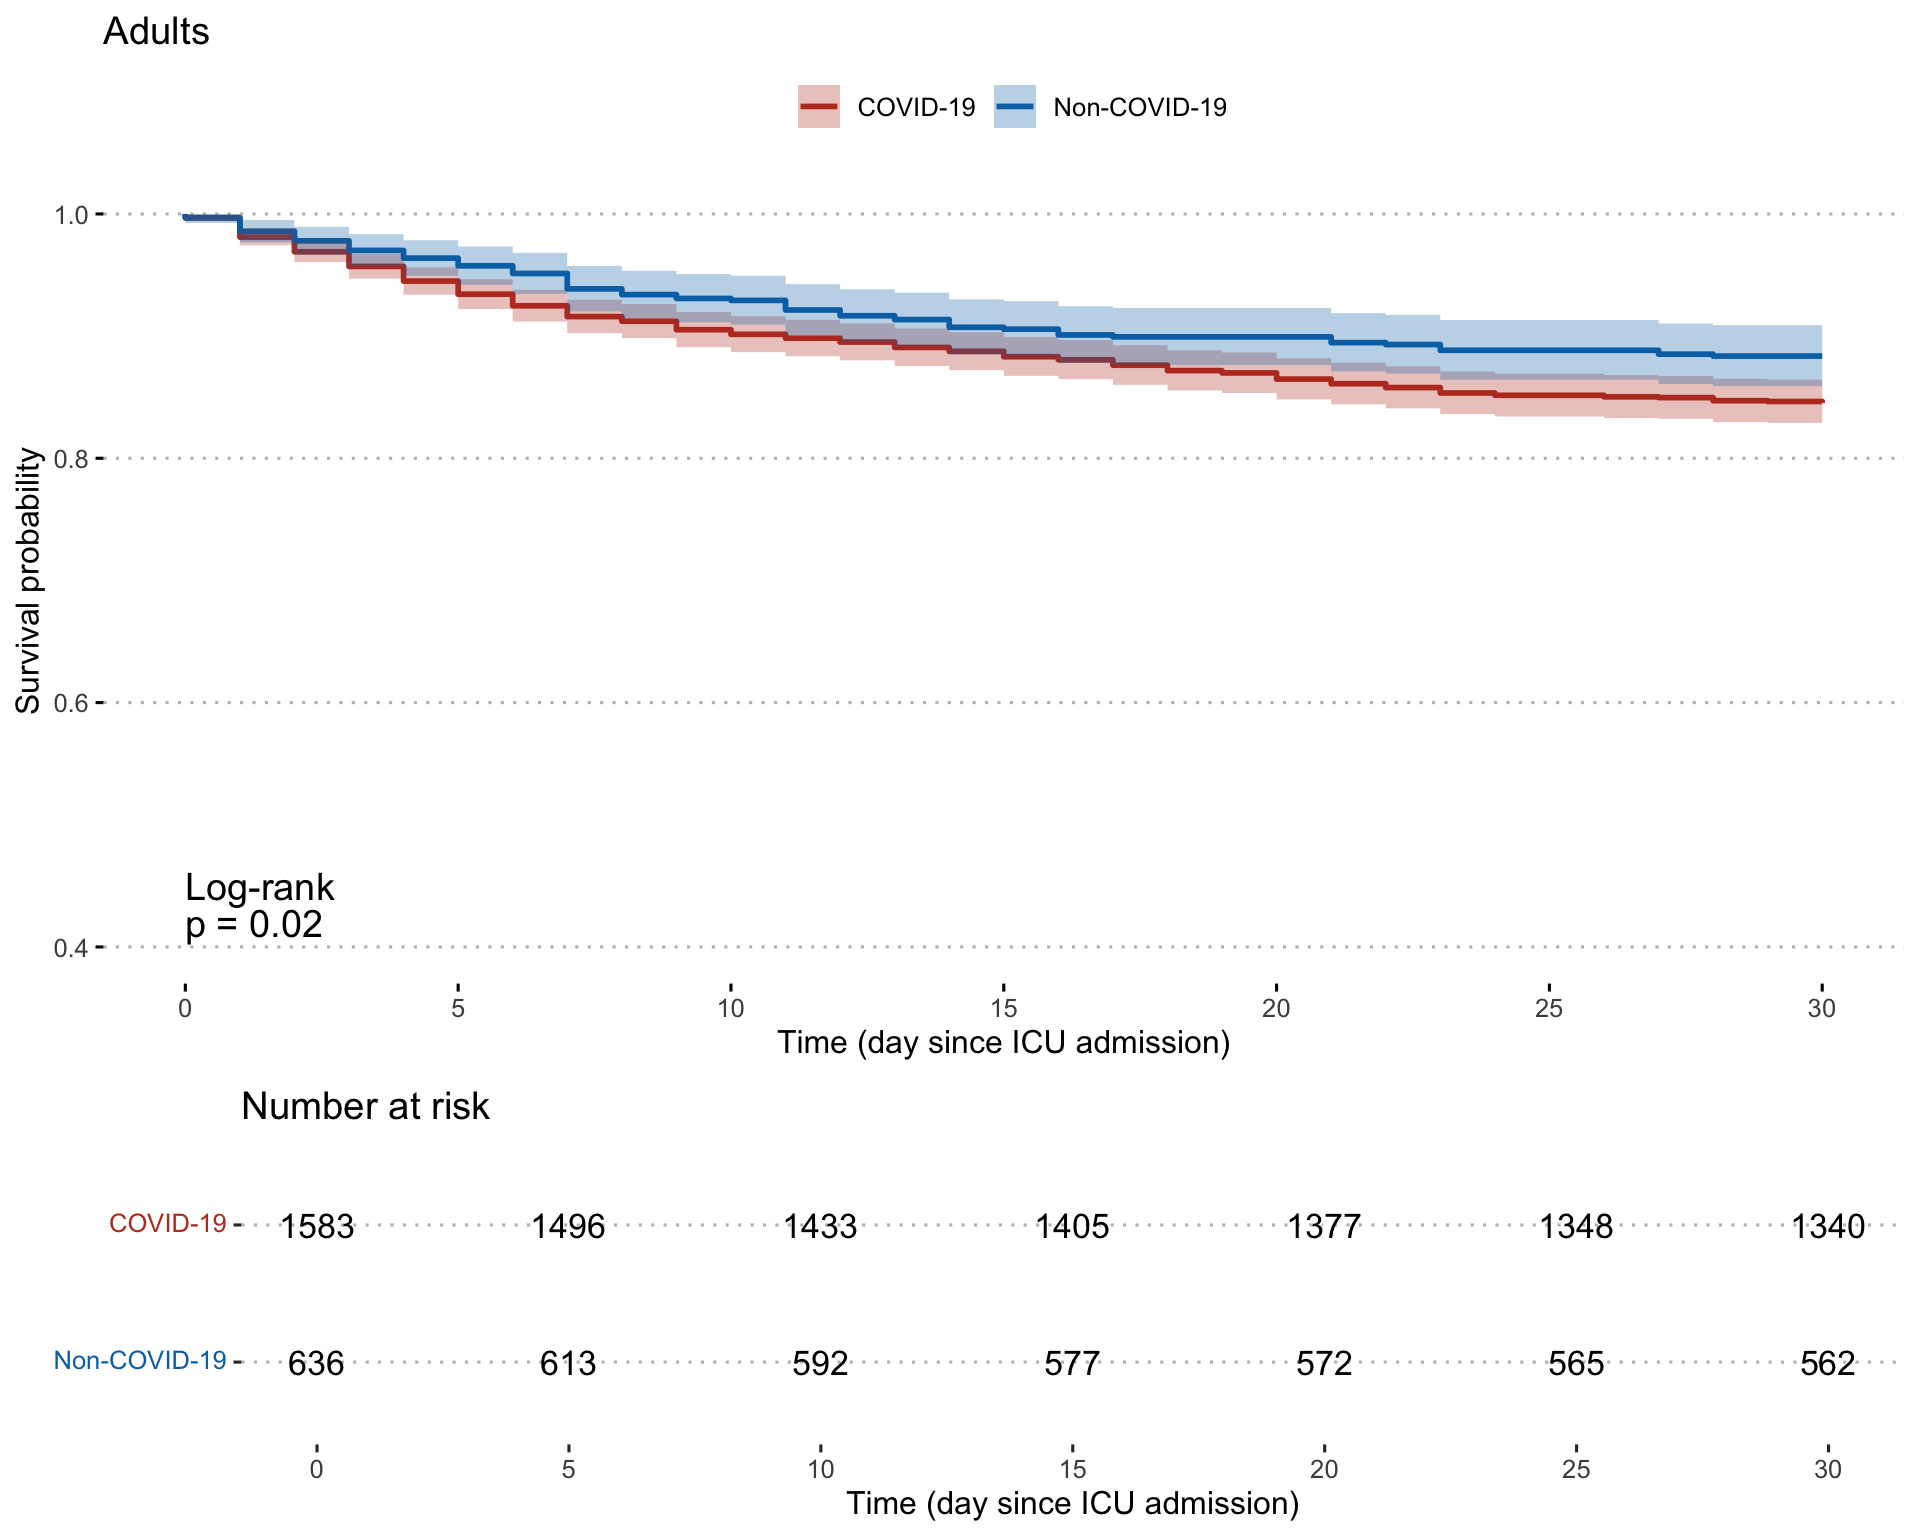 Adults
COVID-19 Non-COVID-19
1.0
0.8
0.6
0.4
Survival probability
Log-rank
p = 0.02
0 5 10 15 20 25 30
Time (day since ICU admission)
Number at risk
COVID-19 1583 1496 1433 1405 1377 1348 1340
Non-COVID-19 636 613 592 577 572 565 562
0 5 10 15 20 25 30
Time (day since ICU admission)